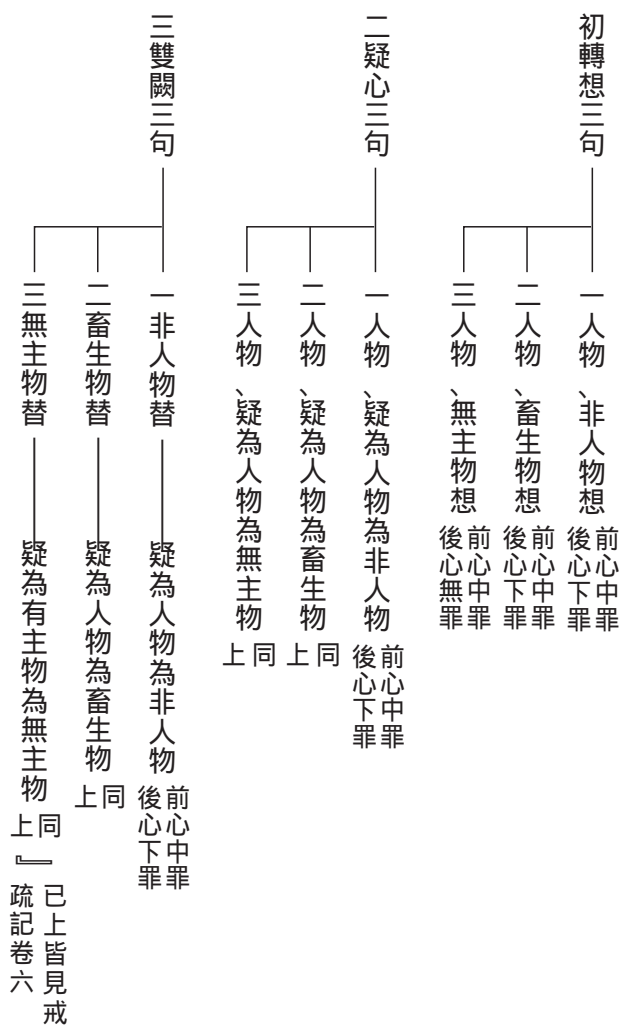 初轉想三句
一人物、非人物想
前心中罪
後心下罪
二人物、畜生物想
前心中罪
後心下罪
三人物、無主物想
前心中罪
後心無罪
二疑心三句
一人物、疑為人物為非人物
前心中罪
後心下罪
二人物、疑為人物為畜生物
同上
三人物、疑為人物為無主物
同上
三雙闕三句
一非人物替
疑為人物為非人物
前心中罪
後心下罪
二畜生物替
疑為人物為畜生物
同上
三無主物替
疑為有主物為無主物
同上
』
已上皆見戒
疏記卷六